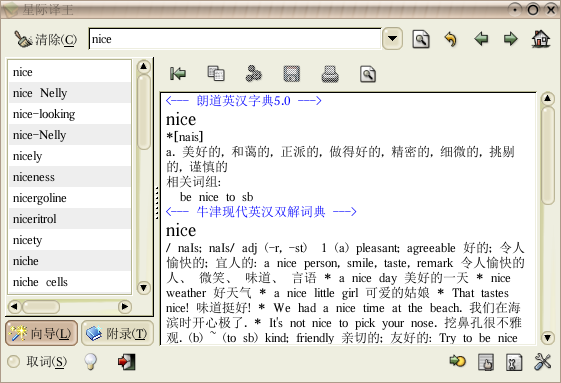 星际译王
清除(C)
nice
nice
nice Nelly
nice-looking
nice-Nelly
nicely
niceness
nicergoline
niceritrol
nicety
niche
niche cells
<--- 朗道英汉字典5.0 --->
nice
*[nais]
a. 美好的, 和蔼的, 正派的, 做得好的, 精密的, 细微的, 挑剔
的, 谨慎的
相关词组:
be nice to sb
<--- 牛津现代英汉双解词典 --->
nice
/ naIs; naIs/ adj (-r, -st) 1 (a) pleasant; agreeable 好的; 令人
愉快的; 宜人的: a nice person, smile, taste, remark 令人愉快的
人、 微笑、 味道、 言语 * a nice day 美好的一天 * nice
weather 好天气 * a nice little girl 可爱的姑娘 * That tastes
nice! 味道挺好! * We had a nice time at the beach. 我们在海
滨时开心极了. * It's not nice to pick your nose. 挖鼻孔很不雅
观. (b) ~ (to sb) kind; friendly 亲切的; 友好的: Try to be nice
向导(L)
附录(T)
取词(S)